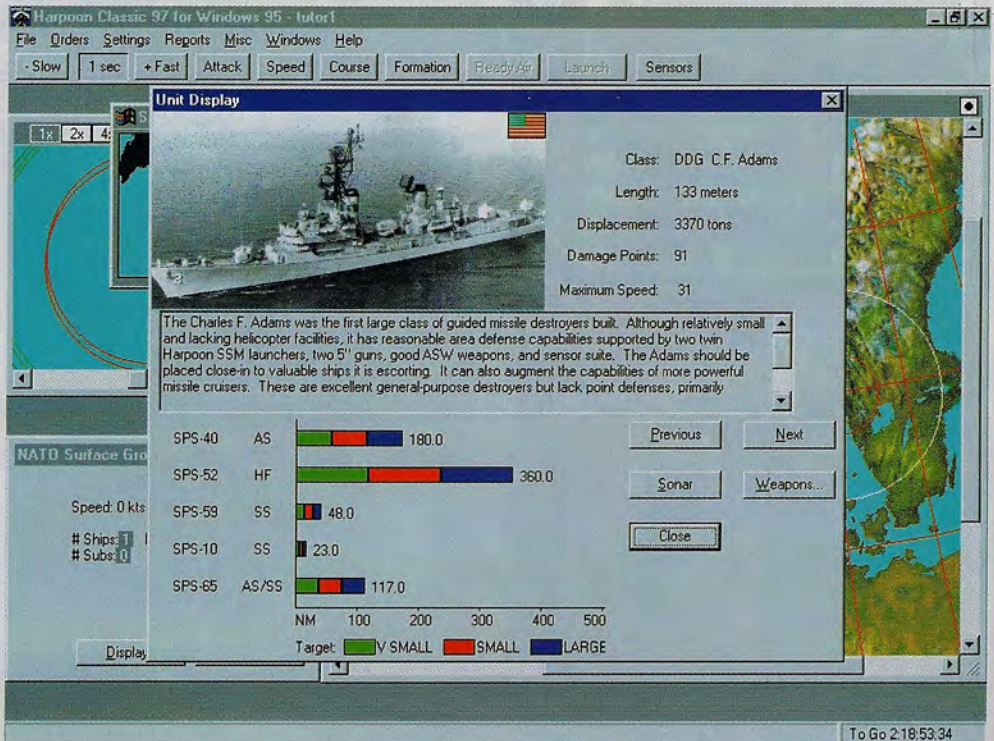 Harpoon Classic 97 for Windows 95 - tutor1
File Orders Settings Reports Misc Windows Help
- Slow 1 sec + Fast Attack Speed Course Formation Ready Air Launch Sensors
Unit Display
1x 2x 4
S
Class: DDG C.F. Adams
Length: 133 meters
Displacement: 3370 tons
Damage Points: 91
Maximum Speed: 31
The Charles F. Adams was the first large class of guided missile destroyers built. Although relatively small
and lacking helicopter facilities, it has reasonable area defense capabilities supported by two twin
Harpoon SSM launchers, two 5" guns, good ASW weapons, and sensor suite. The Adams should be
placed close-in to valuable ships it is escorting. It can also augment the capabilities of more powerful
missile cruisers. These are excellent general-purpose destroyers but lack point defenses, primarily
SPS-40 AS 180.0
SPS-52 HF 360.0
SPS-59 SS 48.0
SPS-10 SS 23.0
SPS-65 AS/SS 117.0
NM 100 200 300 400 500
Target: V SMALL SMALL LARGE
Previous Next
Sonar Weapons...
Close
NATO Surface Gro
Speed: 0 kts
# Ships: 1
# Subs: 0
Display
To Go 2:18:53:34